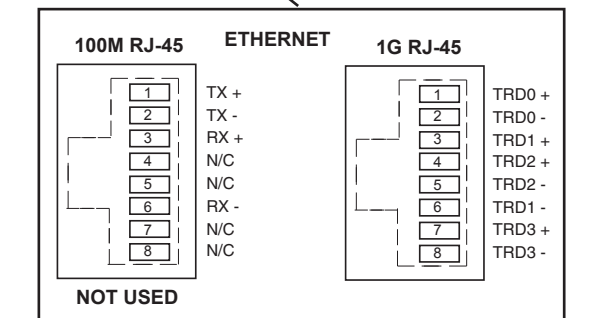 ETHERNET
100M RJ-45
1 TX +
2 TX -
3 RX +
4 N/C
5 N/C
6 RX -
7 N/C
8 N/C
NOT USED
1G RJ-45
1 TRD0 +
2 TRD0 -
3 TRD1 +
4 TRD2 +
5 TRD2 -
6 TRD1 -
7 TRD3 +
8 TRD3 -